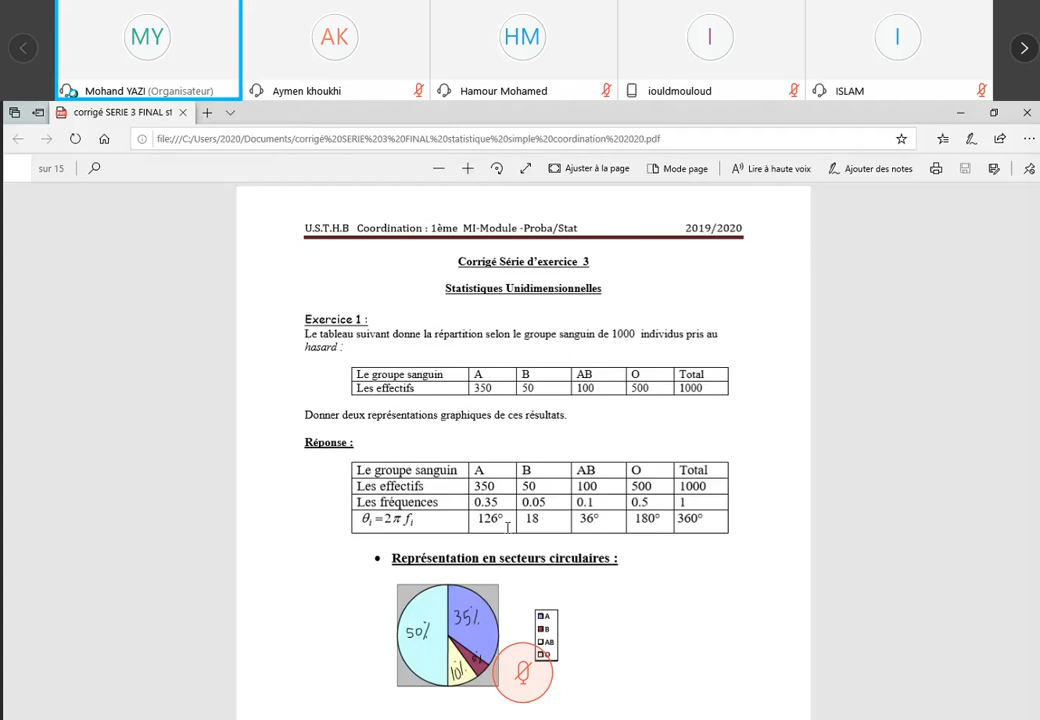 MY AK HM I I
Mohand YAZI (Organisateur) Aymen khoukhi Hamour Mohamed iouldmouloud ISLAM
corrigé SERIE 3 FINAL st
file:///C:/Users/2020/Documents/corrigé%20SERIE%203%20FINAL%20statistique%20simple%20coordination%202020.pdf
sur 15 Ajuster à la page Mode page Lire à haute voix Ajouter des notes
U.S.T.H.B Coordination : 1ème MI-Module -Proba/Stat 2019/2020
Corrigé Série d'exercice 3
Statistiques Unidimensionnelles
Exercice 1 :
Le tableau suivant donne la répartition selon le groupe sanguin de 1000 individus pris au
hasard :
Le groupe sanguin A B AB O Total
Les effectifs 350 50 100 500 1000
Donner deux représentations graphiques de ces résultats.
Réponse :
Le groupe sanguin A B AB O Total
Les effectifs 350 50 100 500 1000
Les fréquences 0.35 0.05 0.1 0.5 1
θi = 2 π fi 126° 18 36° 180° 360°
• Représentation en secteurs circulaires :
35%
50%
10%
A
B
AB
O